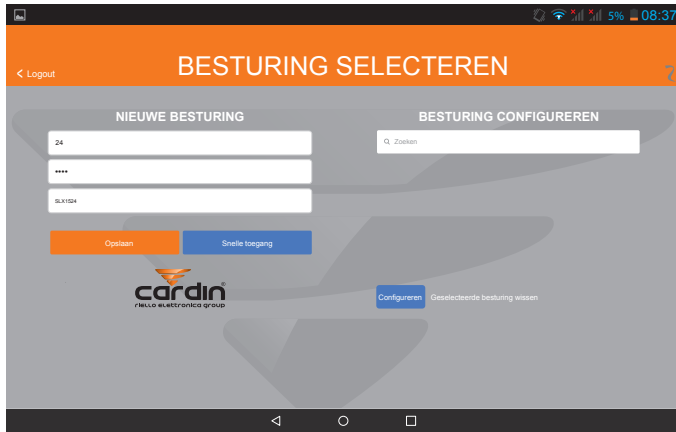 5% 08:37
< Logout
BESTURING SELECTEREN
NIEUWE BESTURING
24
••••
SLX1524
Opslaan Snelle toegang
cardin®
riello elettronica group
BESTURING CONFIGUREREN
Zoeken
Configureren Geselecteerde besturing wissen